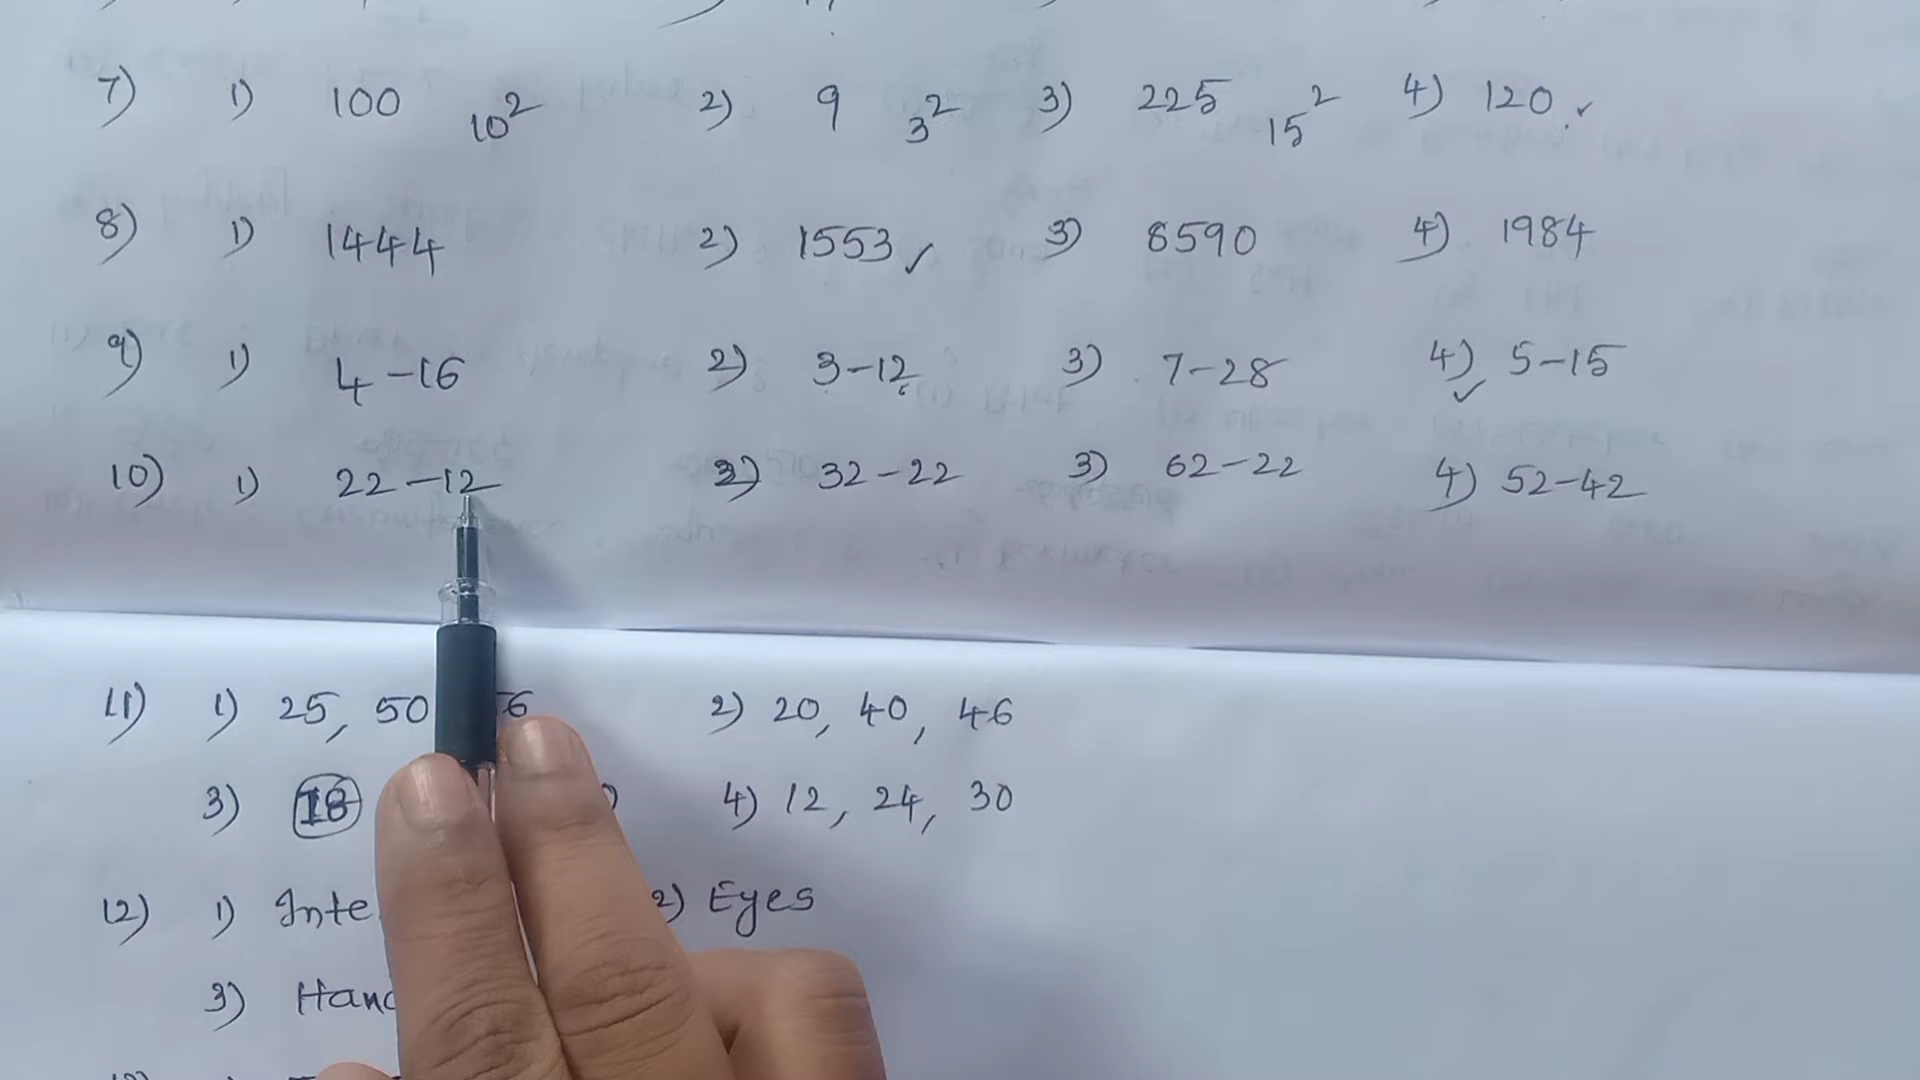 7) 1) 100 10² 2) 9 3² 3) 225 15² 4) 120 ✓
8) 1) 1444 2) 1553 ✓ 3) 8590 4) 1984
9) 1) 4-16 2) 3-12 3) 7-28 4) ✓ 5-15
10) 1) 22-12 2) 32-22 3) 62-22 4) 52-42
11) 1) 25, 50 2) 20, 40, 46
3) 18 4) 12, 24, 30
12) 1) 2) Eyes
3)